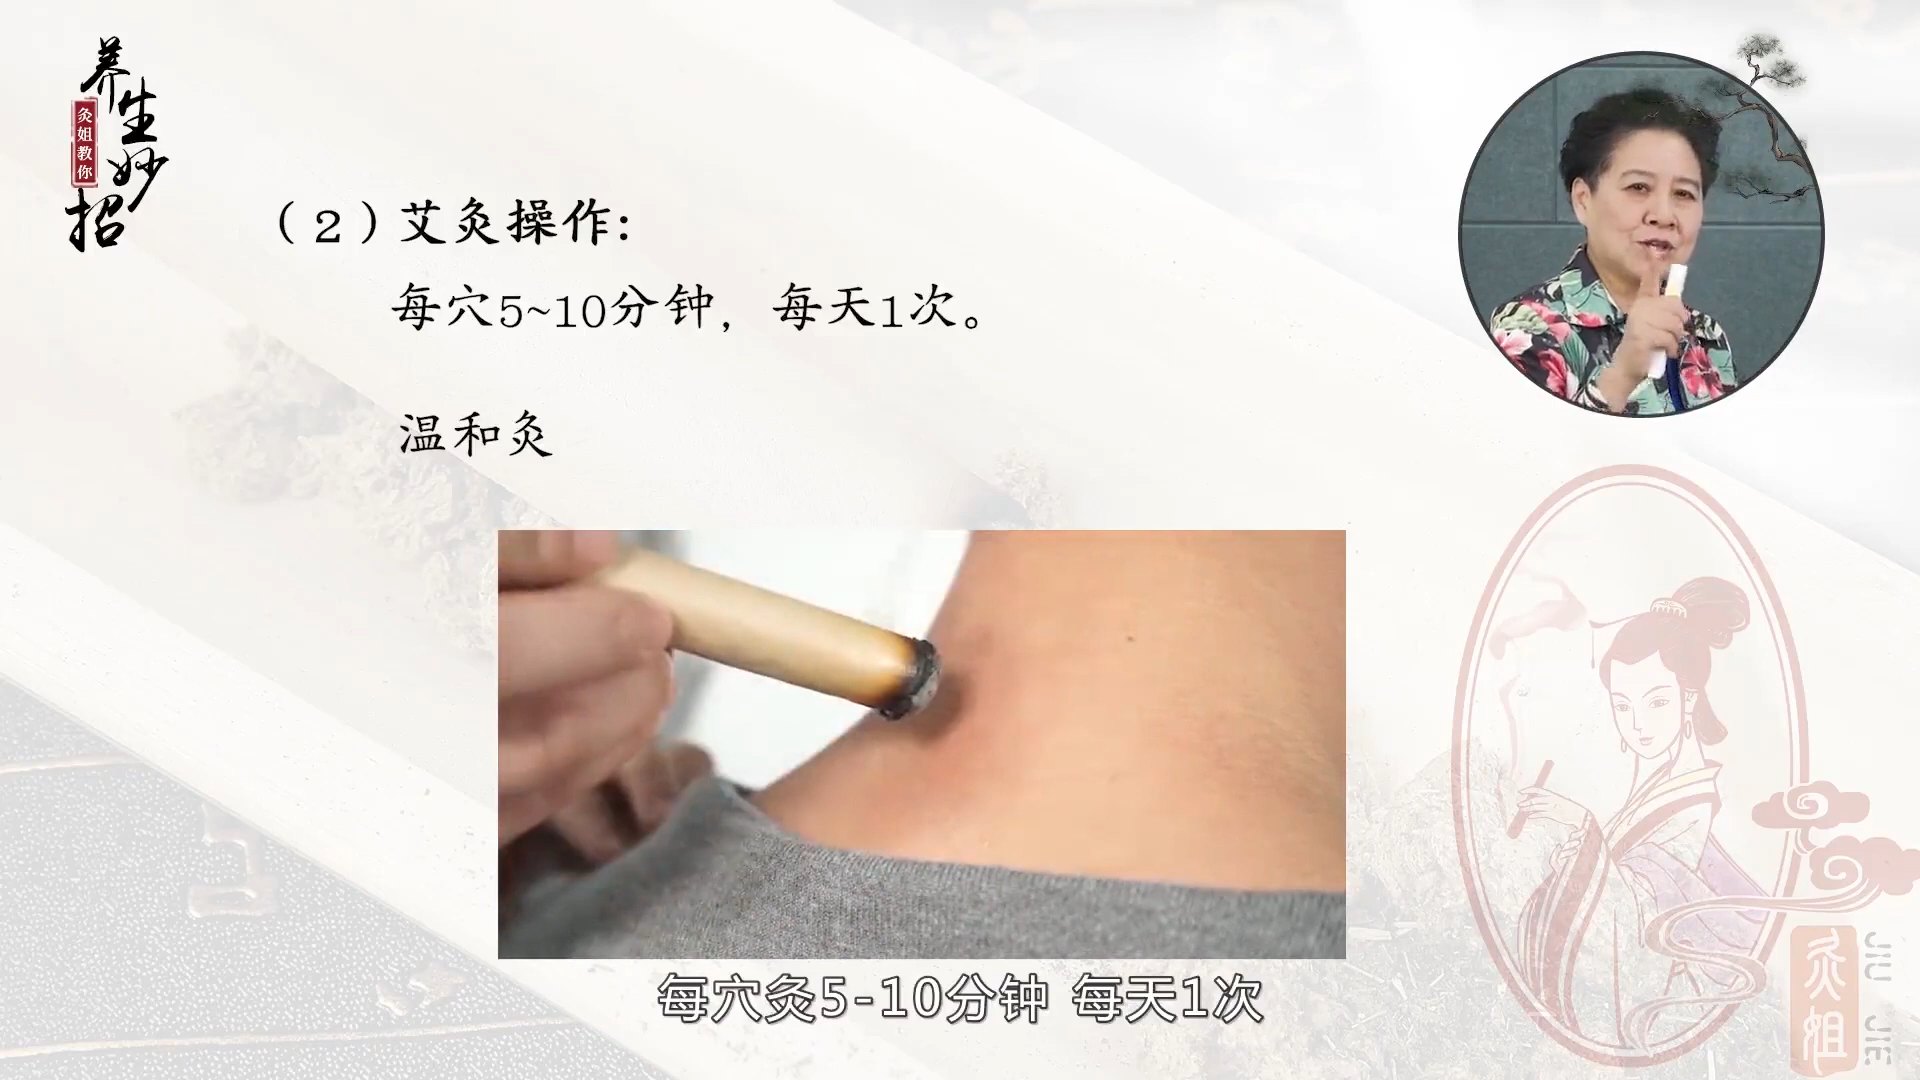 养生妙招
灸姐教你
（2）艾灸操作：
每穴5~10分钟，每天1次。
温和灸
每穴灸5-10分钟 每天1次
灸姐
JIU JIE